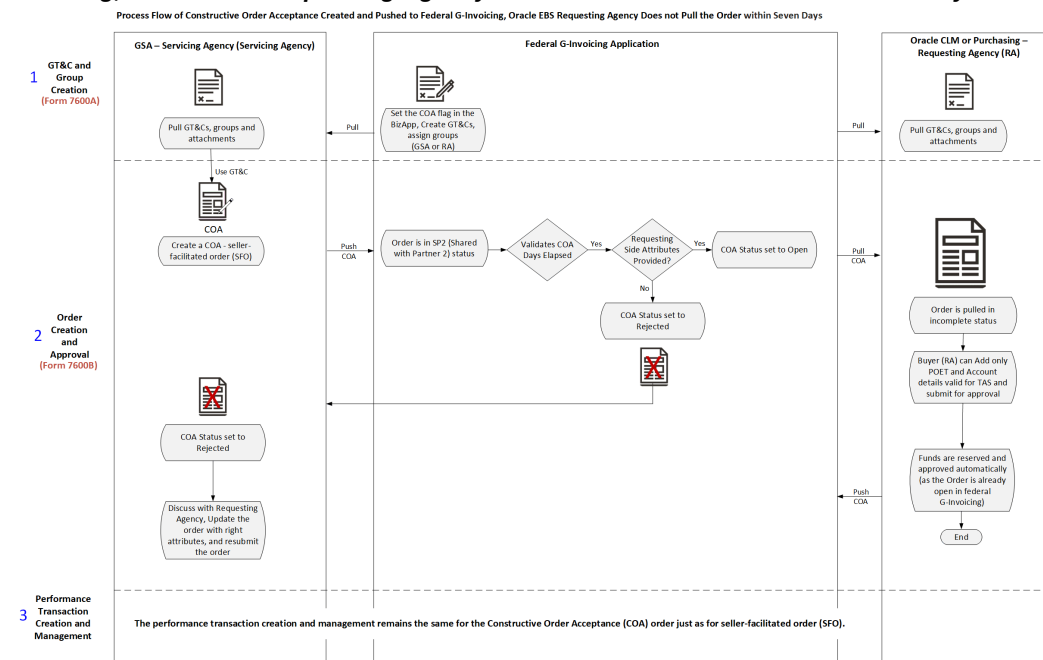 Process Flow of Constructive Order Acceptance Created and Pushed to Federal G-Invoicing, Oracle EBS Requesting Agency Does not Pull the Order within Seven Days
GSA – Servicing Agency (Servicing Agency)
Federal G-Invoicing Application
Oracle CLM or Purchasing –
Requesting Agency (RA)
1
GT&C and
Group
Creation
(Form 7600A)
Pull GT&Cs, groups and
attachments
Pull
Set the COA flag in the
BizApp, Create GT&Cs,
assign groups
(GSA or RA)
Pull
Pull GT&Cs, groups and
attachments
Use GT&C
2
Order
Creation
and
Approval
(Form 7600B)
COA
Create a COA - seller-
facilitated order (SFO)
Push
COA
Order is in SP2 (Shared
with Partner 2) status
Validates COA
Days Elapsed
Yes
Requesting
Side Attributes
Provided?
Yes
COA Status set to Open
Pull
COA
No
COA Status set to
Rejected
Order is pulled in
incomplete status
Buyer (RA) can Add only
POET and Account
details valid for TAS and
submit for approval
COA Status set to
Rejected
Funds are reserved and
approved automatically
(as the Order is already
open in federal
G-Invoicing)
Push
COA
Discuss with Requesting
Agency, Update the
order with right
attributes, and resubmit
the order
End
3
Performance
Transaction
Creation and
Management
The performance transaction creation and management remains the same for the Constructive Order Acceptance (COA) order just as for seller-facilitated order (SFO).